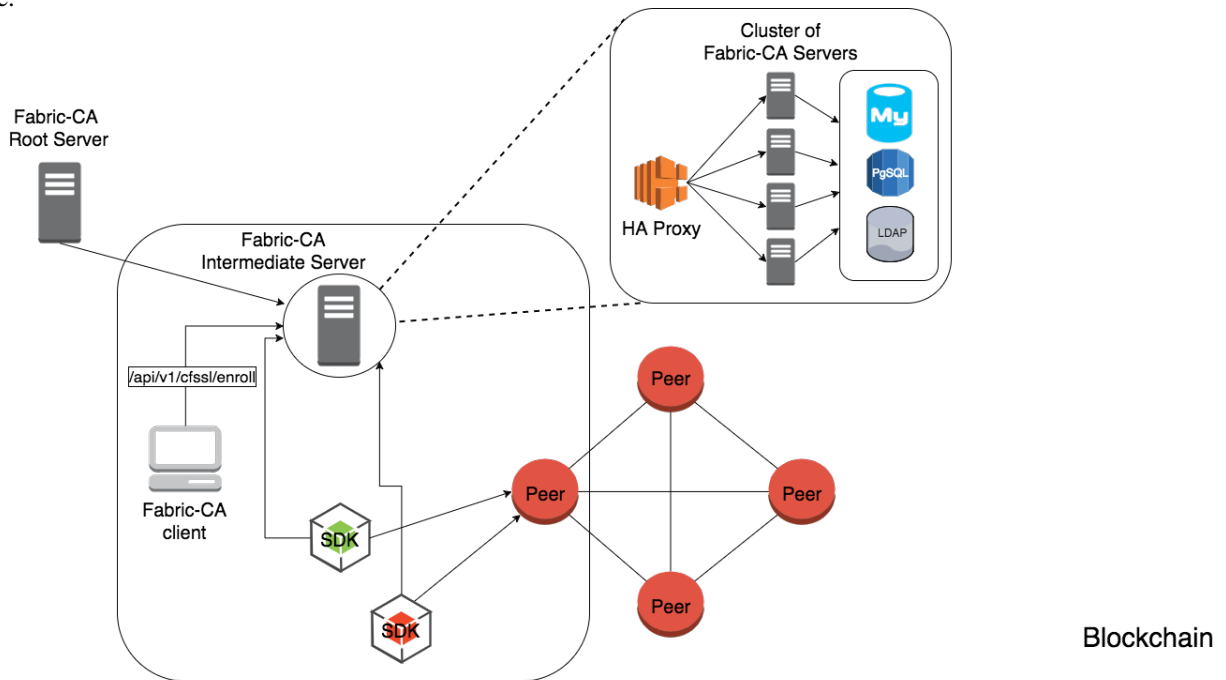 Cluster of
Fabric-CA Servers
My
PgSQL
LDAP
HA Proxy
Fabric-CA
Root Server
Fabric-CA
Intermediate Server
/api/v1/cfssl/enroll
Fabric-CA
client
SDK
SDK
Peer
Peer
Peer
Peer
Blockchain